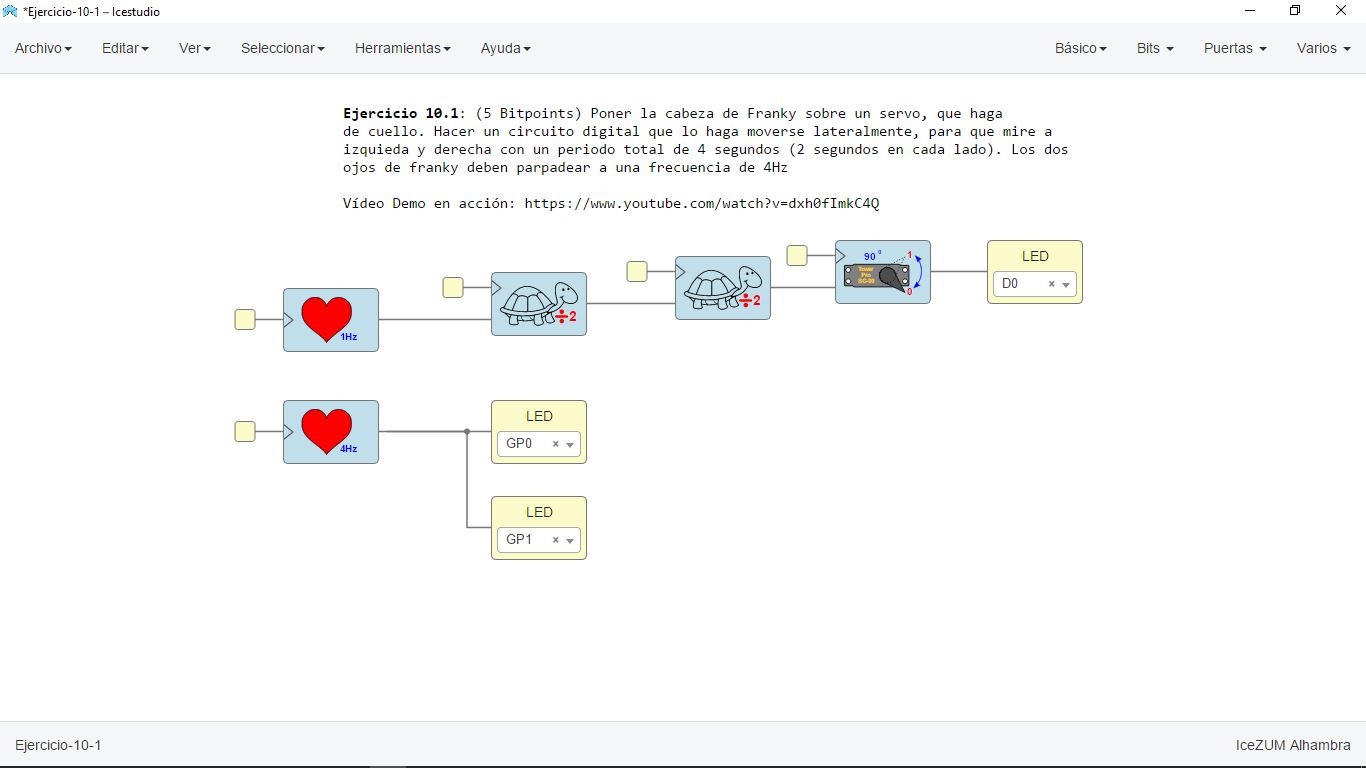 *Ejercicio-10-1 – Icestudio
Archivo Editar Ver Seleccionar Herramientas Ayuda Básico Bits Puertas Varios
Ejercicio 10.1: (5 Bitpoints) Poner la cabeza de Franky sobre un servo, que haga
de cuello. Hacer un circuito digital que lo haga moverse lateralmente, para que mire a
izquieda y derecha con un periodo total de 4 segundos (2 segundos en cada lado). Los dos
ojos de franky deben parpadear a una frecuencia de 4Hz
Vídeo Demo en acción: https://www.youtube.com/watch?v=dxh0fImkC4Q
1Hz
÷2
÷2
90º
1
Tower
Pro
SG-90
0
LED
D0
4Hz
LED
GP0
LED
GP1
Ejercicio-10-1
IceZUM Alhambra